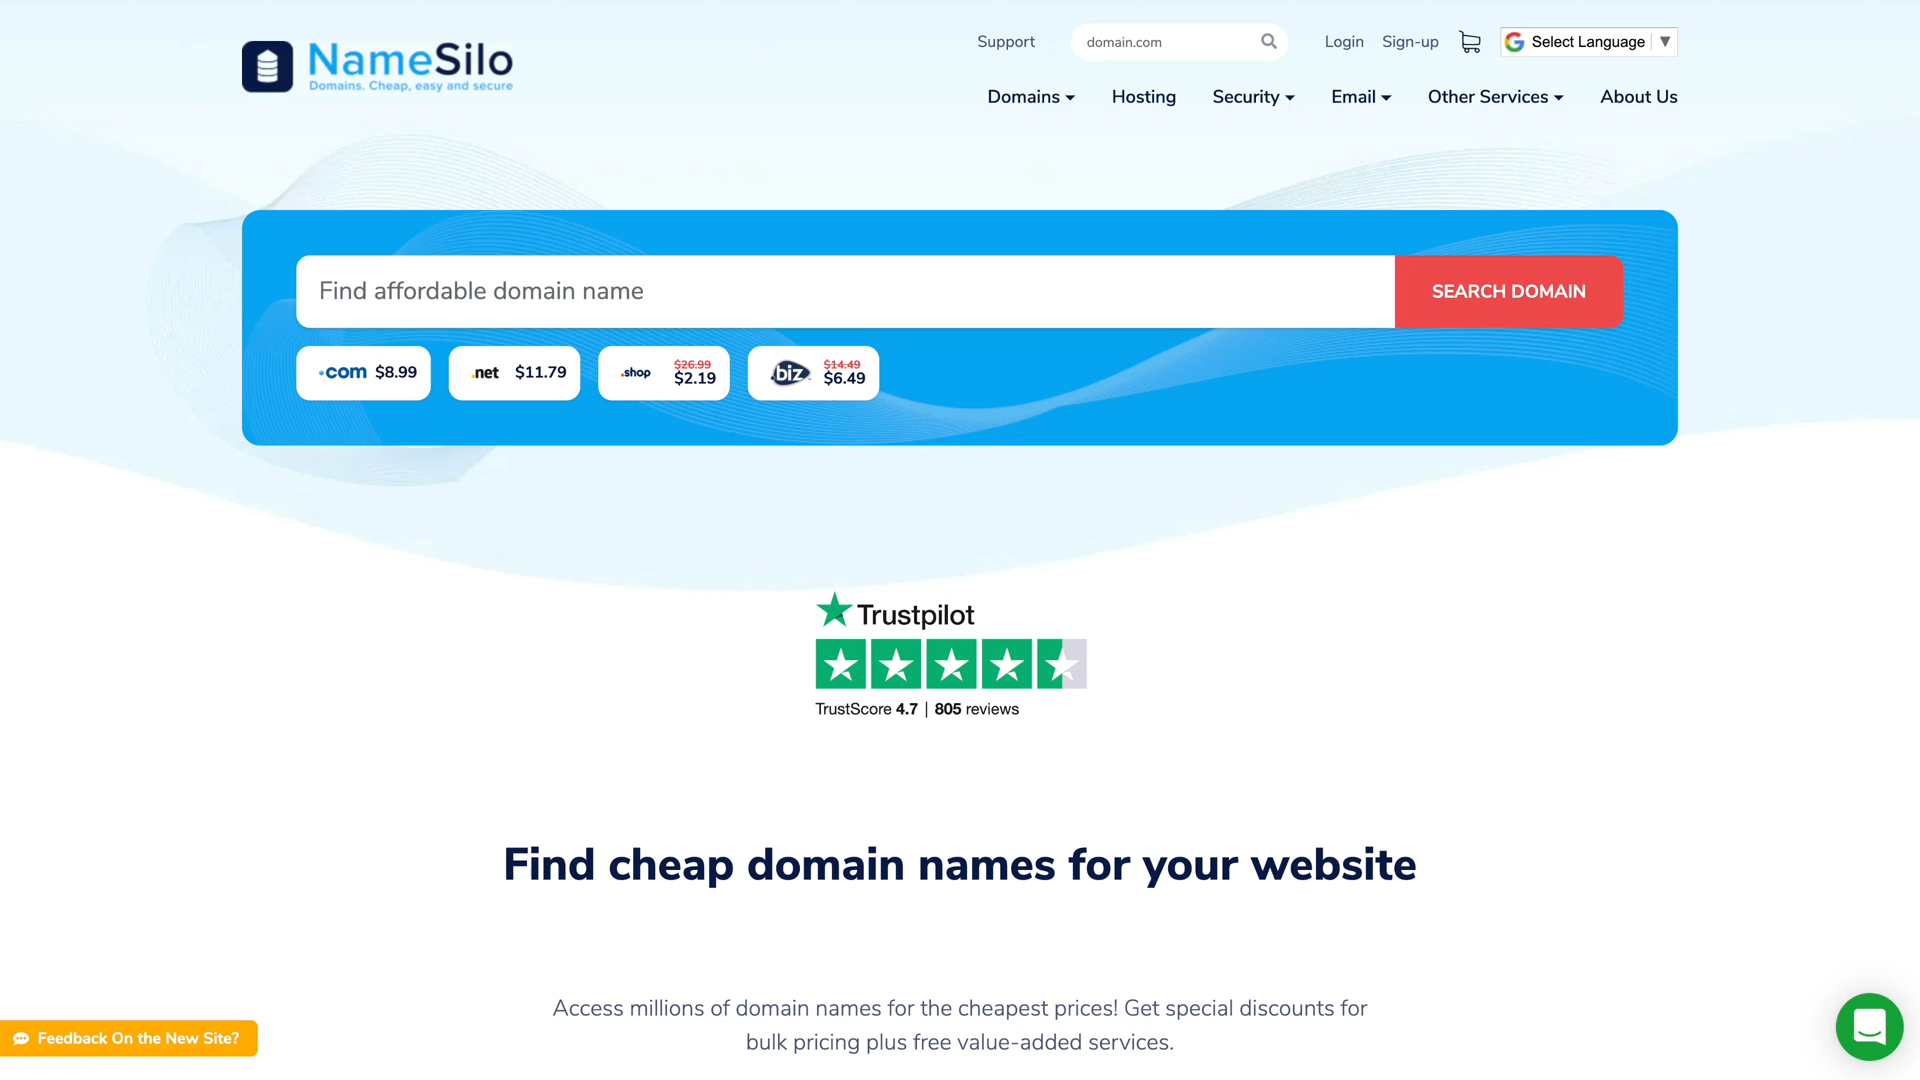 NameSilo
Domains. Cheap, easy and secure
Support
domain.com
Login
Sign-up
Select Language ▼
Domains
Hosting
Security
Email
Other Services
About Us
Find affordable domain name
SEARCH DOMAIN
.com $8.99
.net $11.79
.shop $26.99 $2.19
.biz $14.49 $6.49
Trustpilot
TrustScore 4.7 | 805 reviews
Find cheap domain names for your website
Access millions of domain names for the cheapest prices! Get special discounts for
bulk pricing plus free value-added services.
Feedback On the New Site?